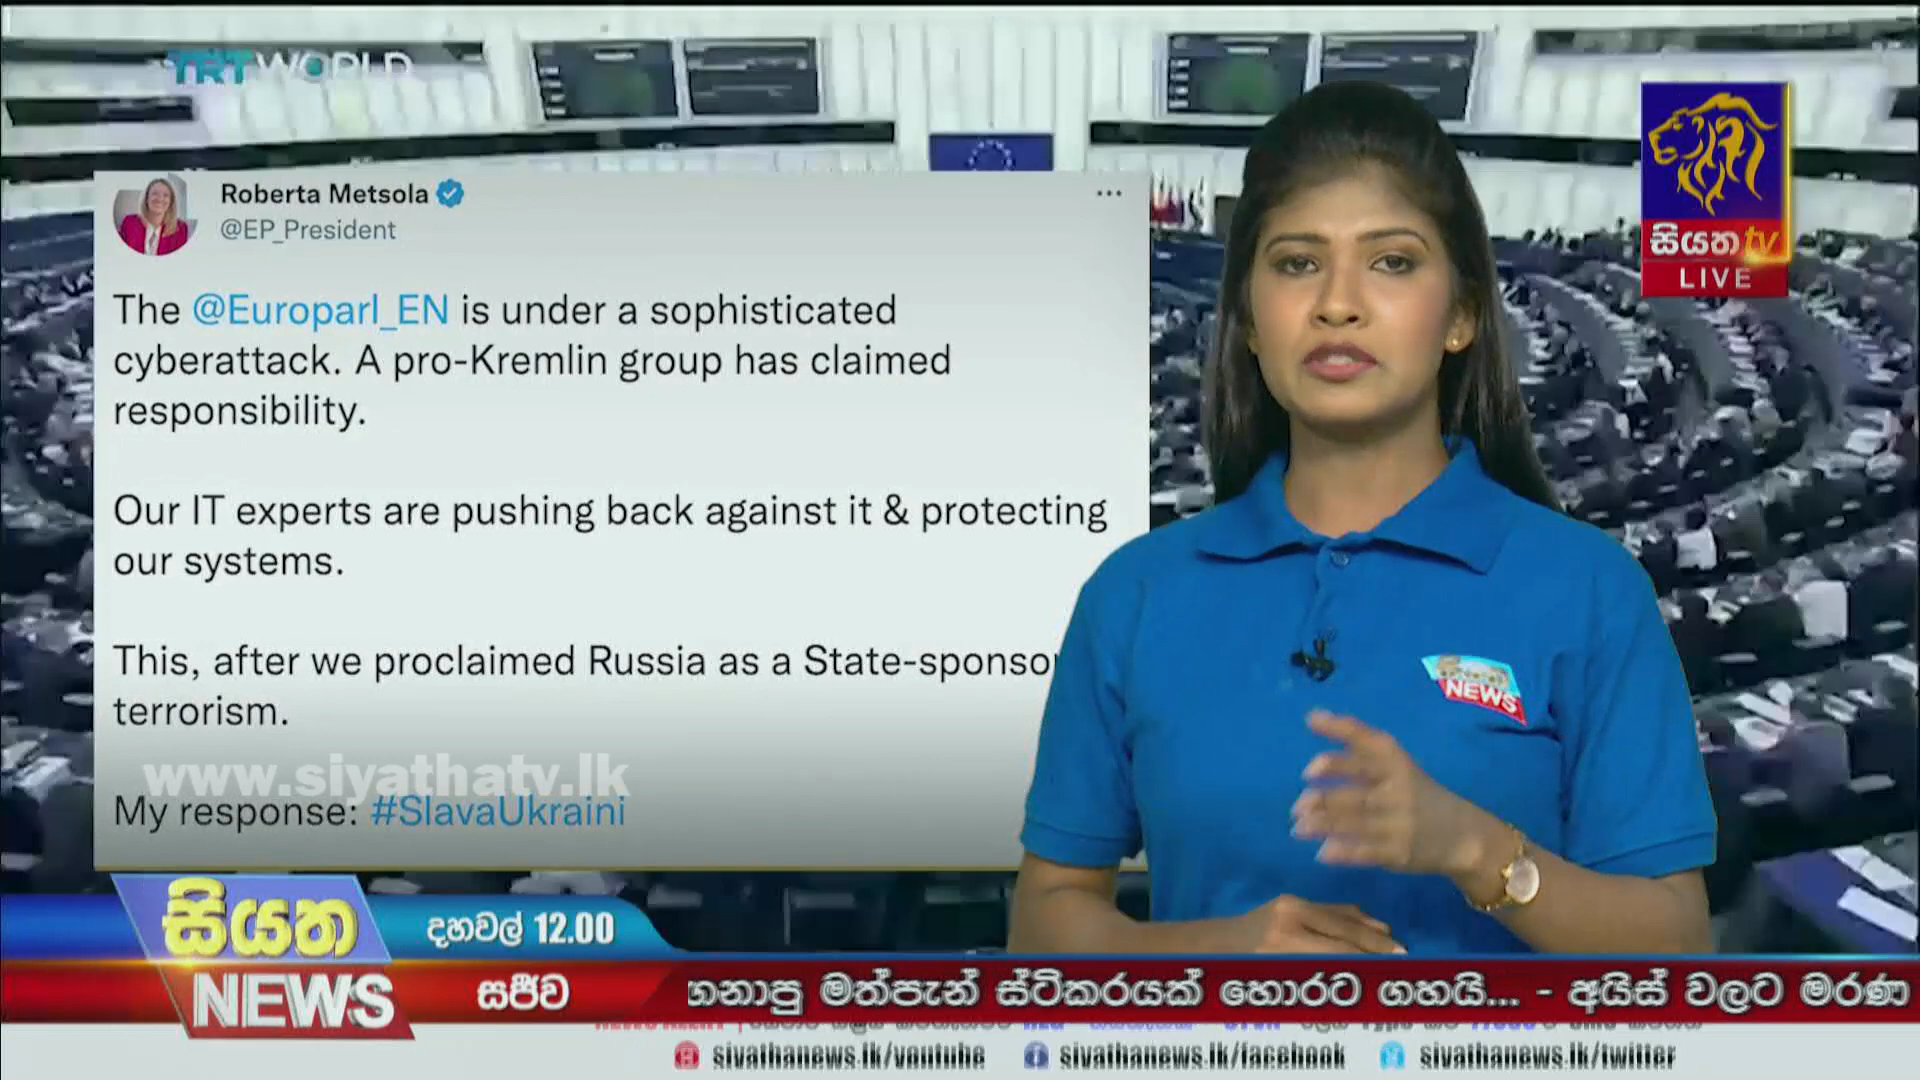 TRT WORLD
Roberta Metsola
@EP_President
The @Europarl_EN is under a sophisticated
cyberattack. A pro-Kremlin group has claimed
responsibility.
Our IT experts are pushing back against it & protecting
our systems.
This, after we proclaimed Russia as a State-sponsor
terrorism.
www.siyathatv.lk
My response: #SlavaUkraini
සියත tv
LIVE
NEWS
සියත
දහවල් 12.00
NEWS
සජීව
ගනාපු මත්පැන් ස්ටිකරයක් හොරට ගහයි... - අයිස් වලට මරණ
siyathanews.lk/youtube
siyathanews.lk/facebook
siyathanews.lk/twitter